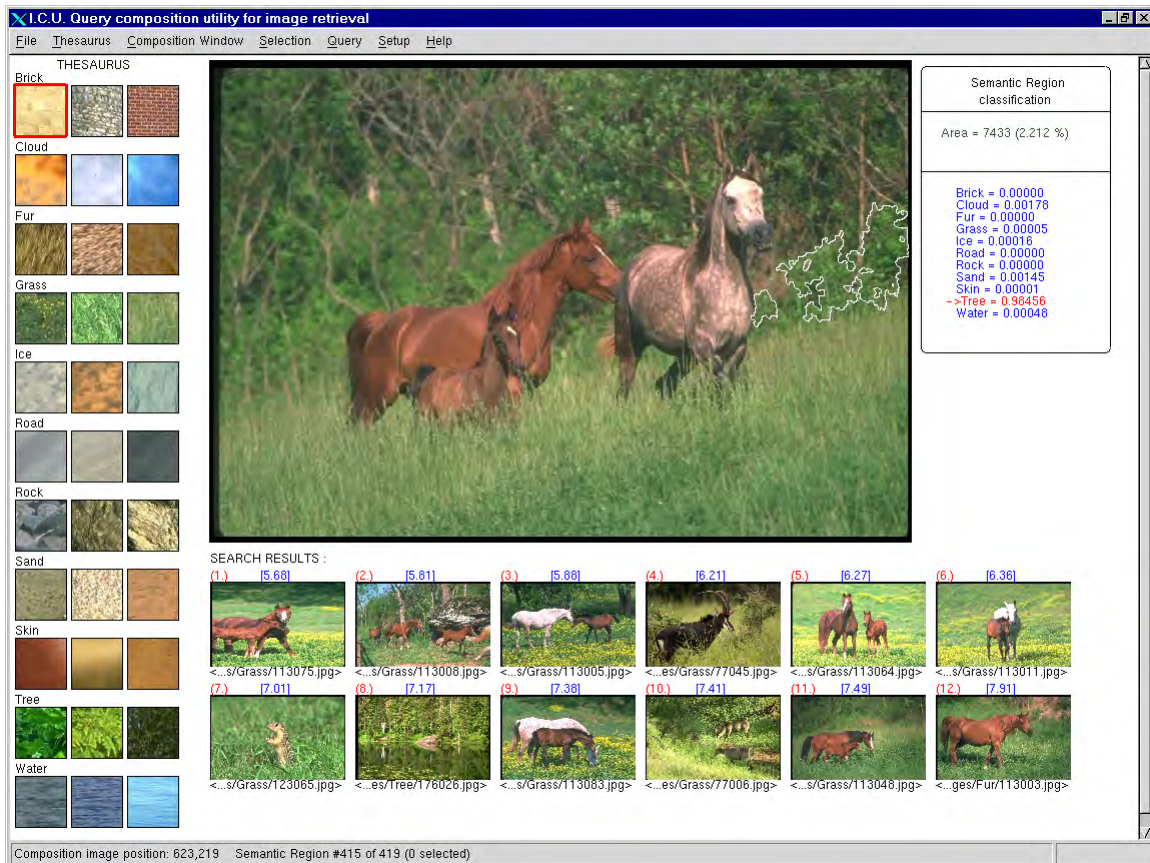 I.C.U. Query composition utility for image retrieval
File Thesaurus Composition Window Selection Query Setup Help
THESAURUS
Brick
Cloud
Fur
Grass
Ice
Road
Rock
Sand
Skin
Tree
Water
Semantic Region
classification
Area = 7433 (2.212 %)
Brick = 0.00000
Cloud = 0.00178
Fur = 0.00000
Grass = 0.00005
Ice = 0.00016
Road = 0.00000
Rock = 0.00000
Sand = 0.00145
Skin = 0.00001
->Tree = 0.98456
Water = 0.00048
SEARCH RESULTS :
(1.) [5.68] (2.) [5.81] (3.) [5.88] (4.) [6.21] (5.) [6.27] (6.) [6.36]
<...s/Grass/113075.jpg> <...s/Grass/113008.jpg> <...s/Grass/113005.jpg> <...es/Grass/77045.jpg> <...s/Grass/113064.jpg> <...s/Grass/113011.jpg>
(7.) [7.01] (8.) [7.17] (9.) [7.38] (10.) [7.41] (11.) [7.49] (12.) [7.91]
<...s/Grass/123065.jpg> <...es/Tree/176026.jpg> <...s/Grass/113083.jpg> <...es/Grass/77006.jpg> <...s/Grass/113048.jpg> <...ges/Fur/113003.jpg>
Composition image position: 623,219 Semantic Region #415 of 419 (0 selected)